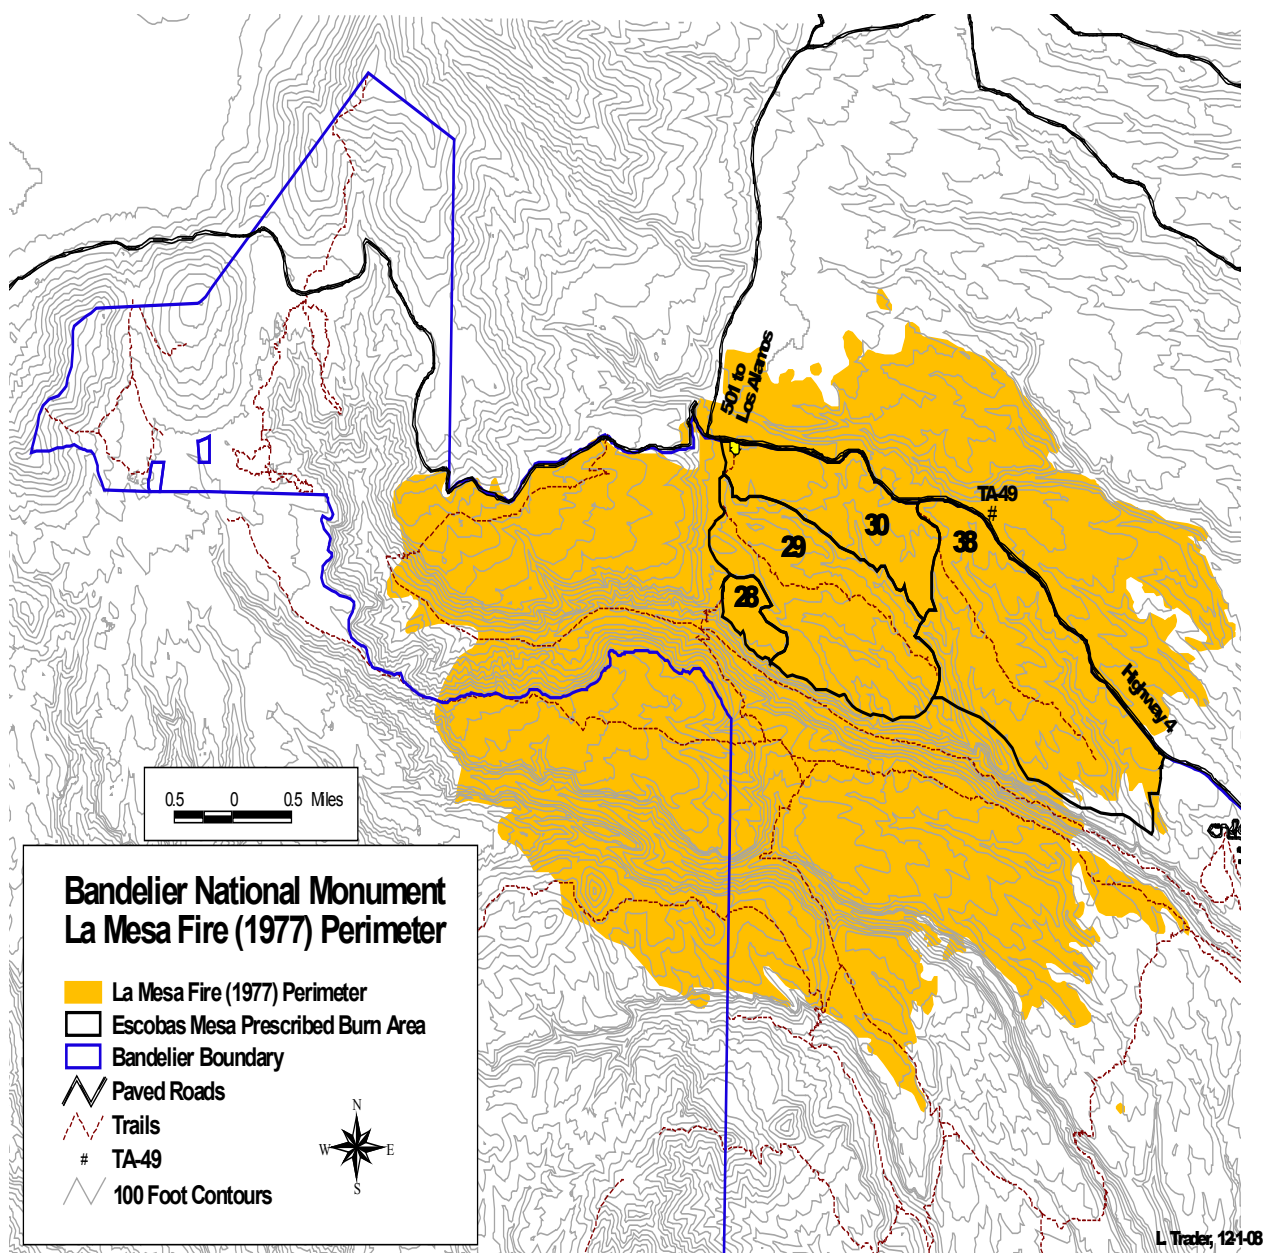 501 to
Los Alamos
TA-49
#
30
38
29
28
Highway 4
0.5 0 0.5 Miles
Bandelier National Monument
La Mesa Fire (1977) Perimeter
La Mesa Fire (1977) Perimeter
Escobas Mesa Prescribed Burn Area
Bandelier Boundary
Paved Roads
Trails
# TA-49
100 Foot Contours
N
W E
S
L. Trader, 12-1-08